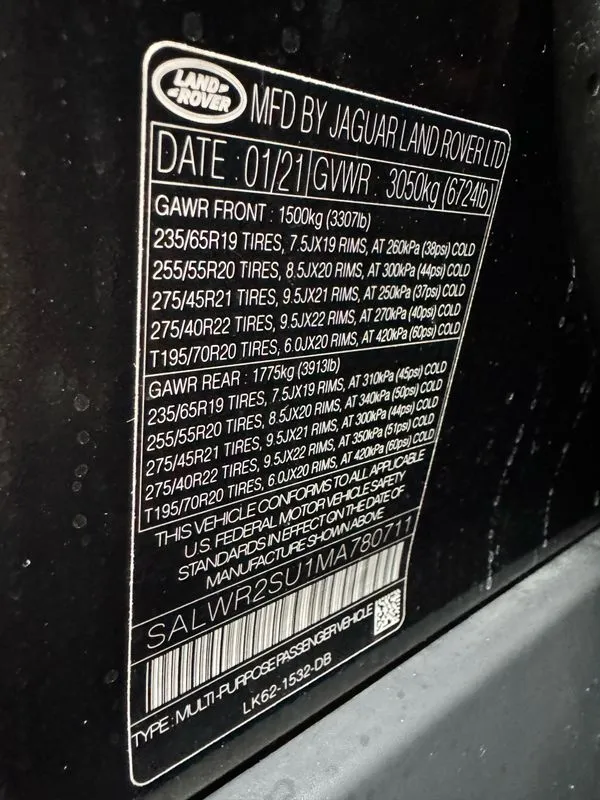 LAND-
-ROVER
MFD BY JAGUAR LAND ROVER LTD
DATE : 01/21 GVWR : 3050kg (6724lb)
GAWR FRONT : 1500kg (3307lb)
235/65R19 TIRES, 7.5JX19 RIMS, AT 260kPa (38psi) COLD
255/55R20 TIRES, 8.5JX20 RIMS, AT 300kPa (44psi) COLD
275/45R21 TIRES, 9.5JX21 RIMS, AT 250kPa (37psi) COLD
275/40R22 TIRES, 9.5JX22 RIMS, AT 270kPa (40psi) COLD
T195/70R20 TIRES, 6.0JX20 RIMS, AT 420kPa (60psi) COLD
GAWR REAR : 1775kg (3913lb)
235/65R19 TIRES, 7.5JX19 RIMS, AT 310kPa (45psi) COLD
255/55R20 TIRES, 8.5JX20 RIMS, AT 340kPa (50psi) COLD
275/45R21 TIRES, 9.5JX21 RIMS, AT 300kPa (44psi) COLD
275/40R22 TIRES, 9.5JX22 RIMS, AT 350kPa (51psi) COLD
T195/70R20 TIRES, 6.0JX20 RIMS, AT 420kPa (60psi) COLD
THIS VEHICLE CONFORMS TO ALL APPLICABLE
U.S. FEDERAL MOTOR VEHICLE SAFETY
STANDARDS IN EFFECT ON THE DATE OF
MANUFACTURE SHOWN ABOVE
SALWR2SU1MA780711
TYPE : MULTI-PURPOSE PASSENGER VEHICLE
LK62-1532-DB